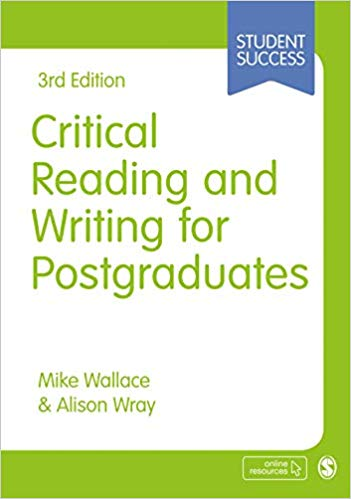 STUDENT
SUCCESS
3rd Edition
Critical
Reading and
Writing for
Postgraduates
Mike Wallace
& Alison Wray
online
resources
S